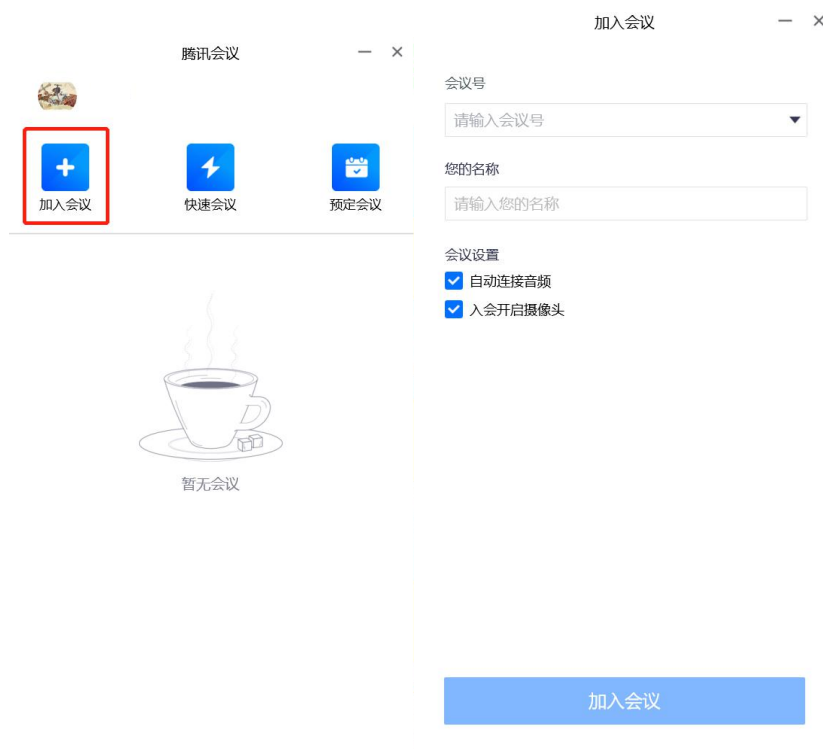 腾讯会议
加入会议
快速会议
预定会议
暂无会议
加入会议
会议号
请输入会议号
您的名称
请输入您的名称
会议设置
自动连接音频
入会开启摄像头
加入会议